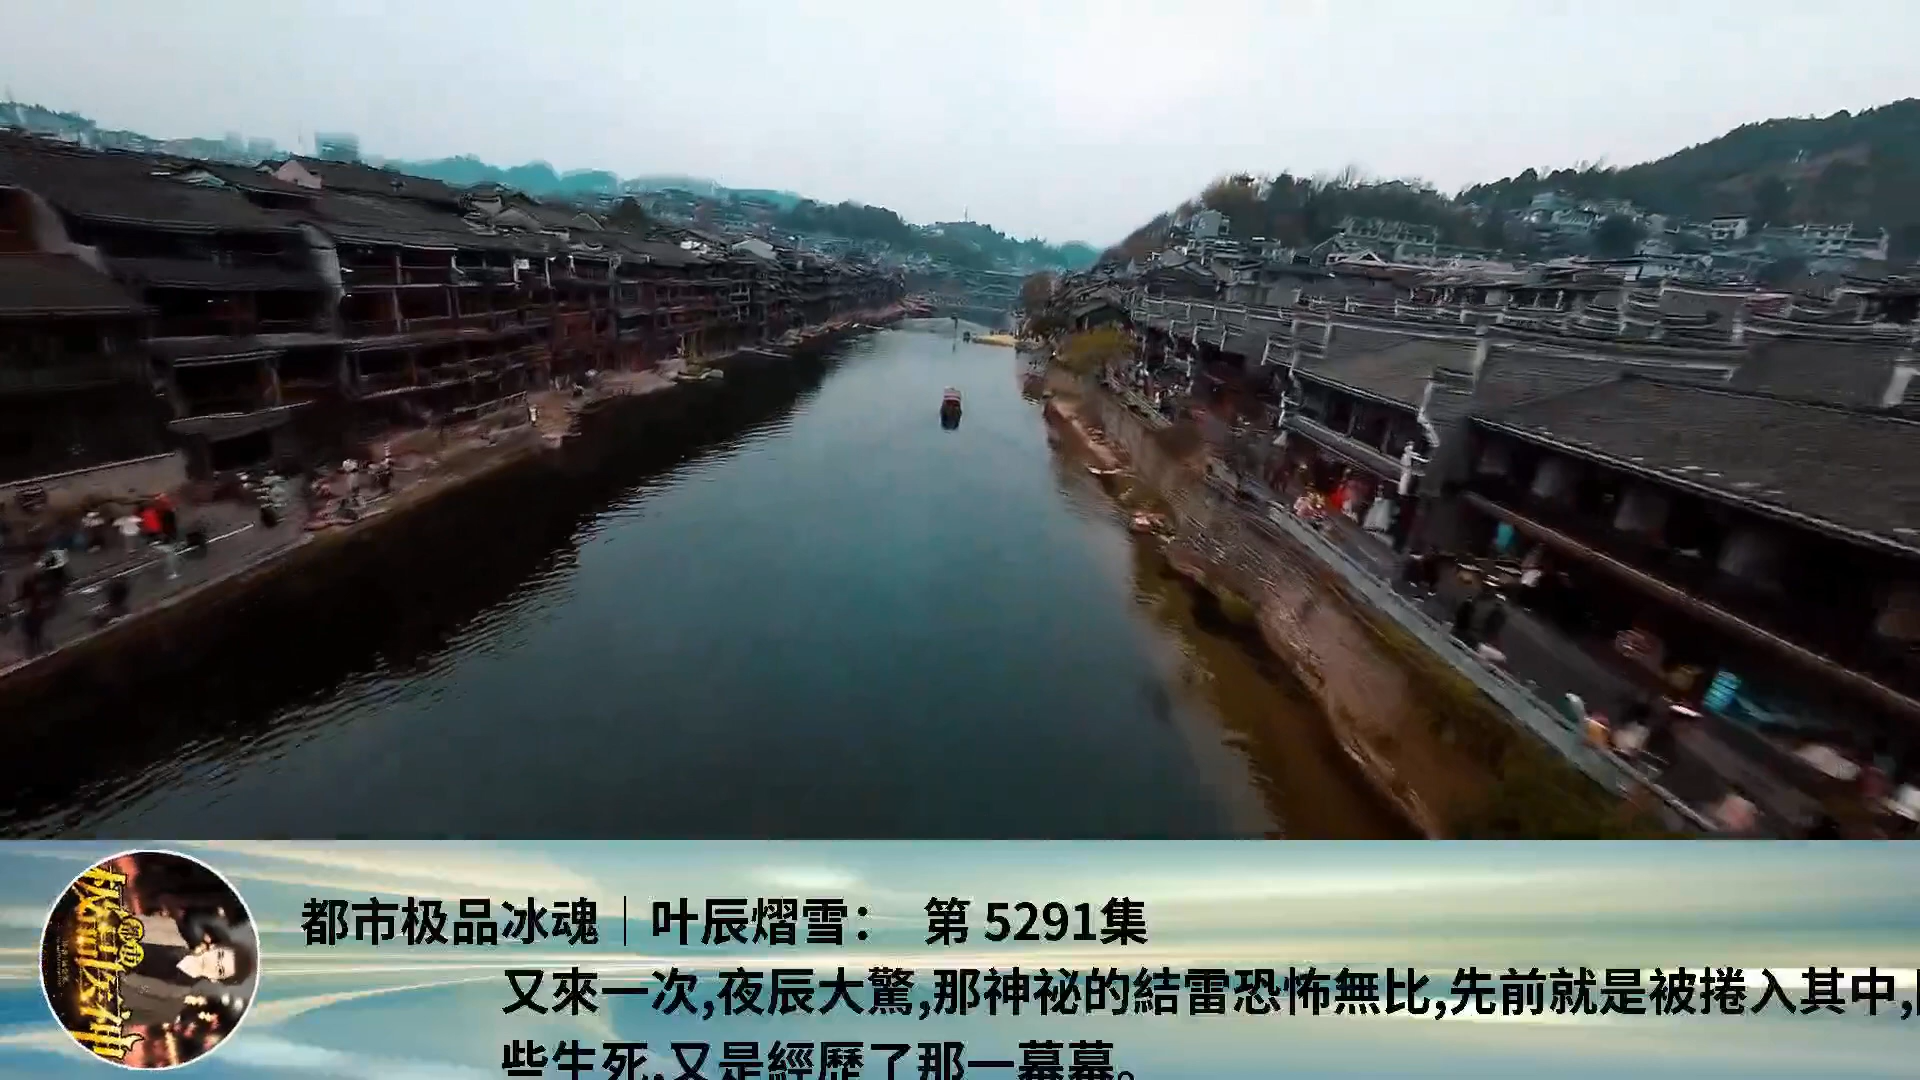 都市极品冰魂｜叶辰熠雪： 第 5291集
又來一次,夜辰大驚,那神祕的結雷恐怖無比,先前就是被捲入其中,
些生死,又是經歷了那一幕幕。